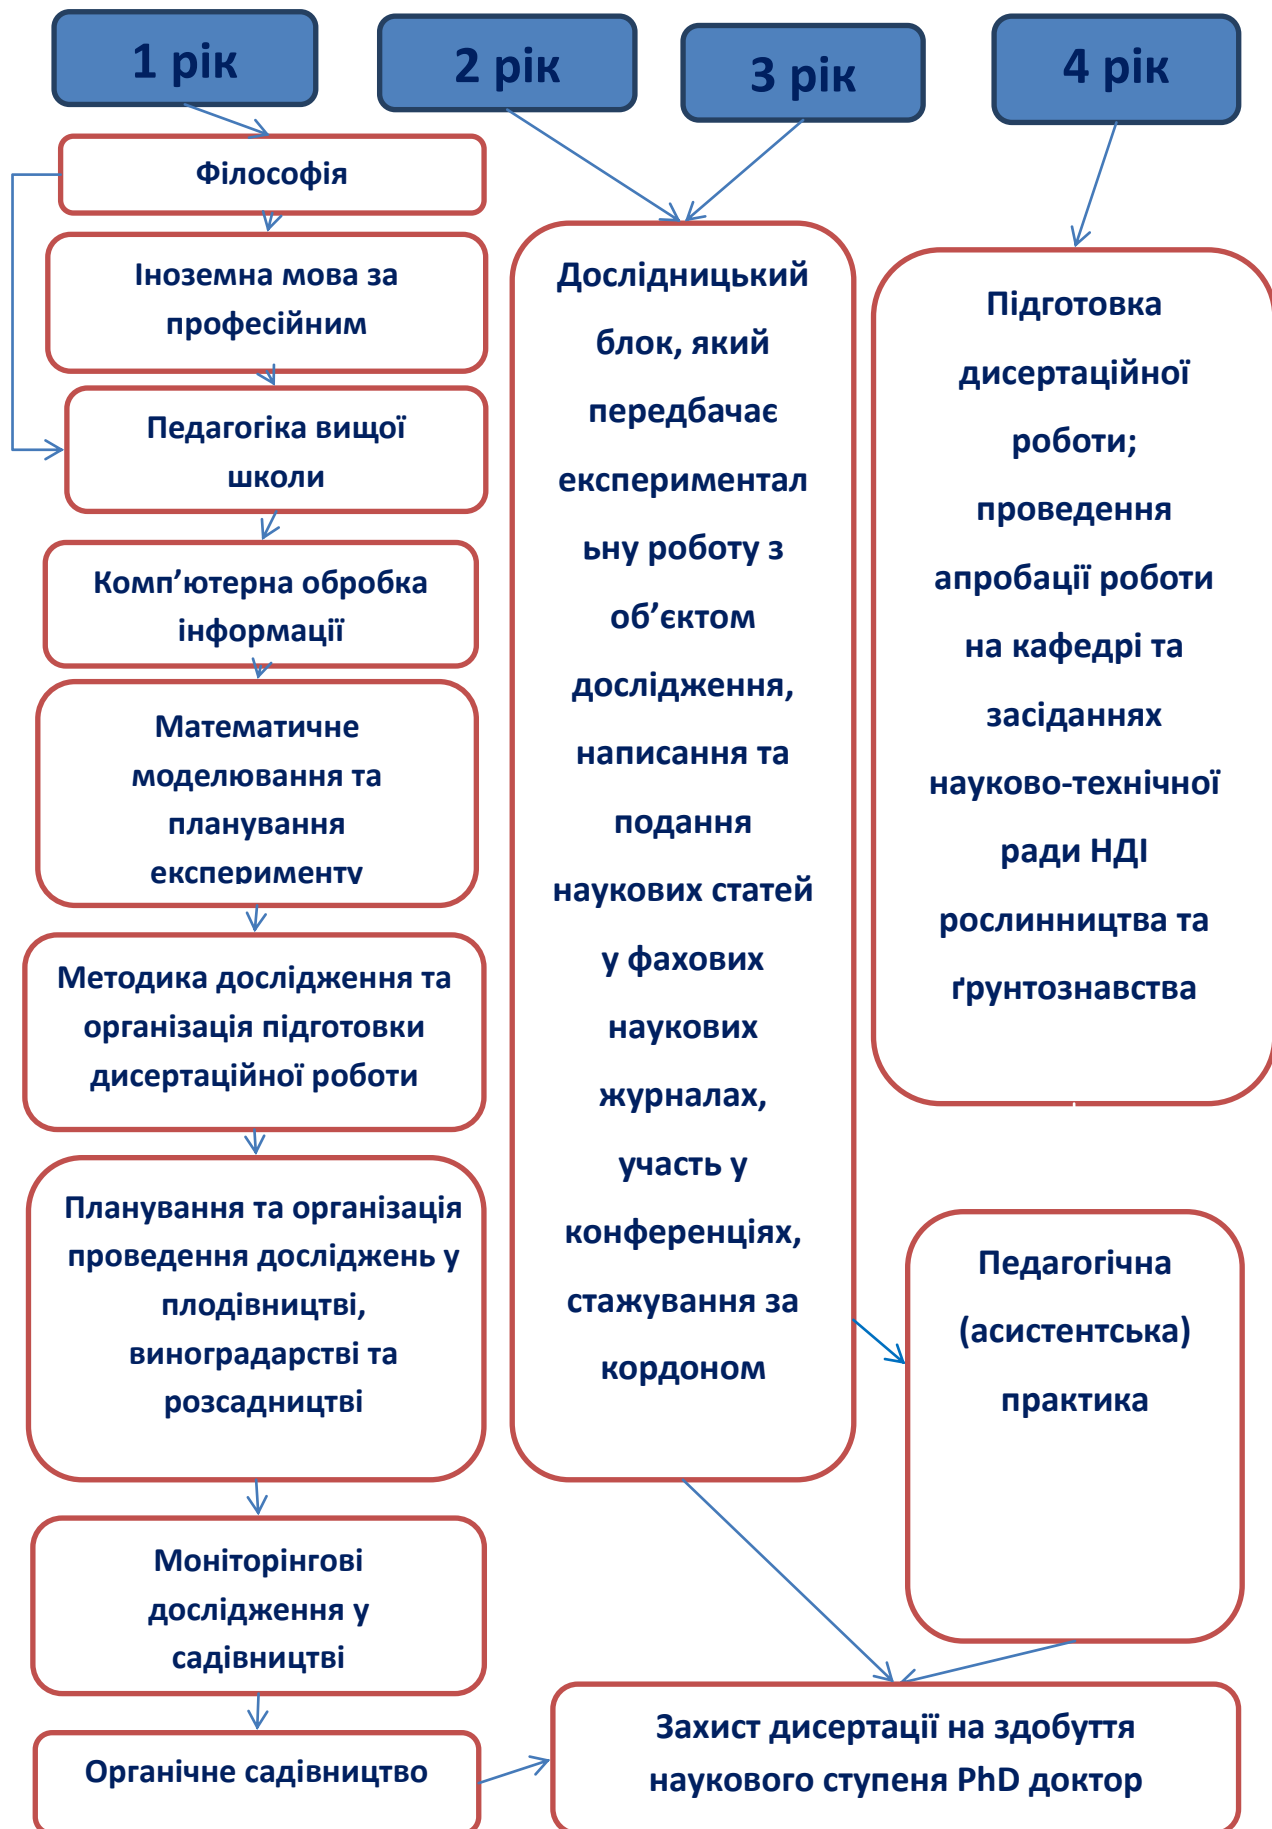 1 рік
2 рік
3 рік
4 рік
Філософія
Іноземна мова за
професійним
Педагогіка вищої
школи
Комп’ютерна обробка
інформації
Математичне
моделювання та
планування
експерименту
Методика дослідження та
організація підготовки
дисертаційної роботи
Планування та організація
проведення досліджень у
плодівництві,
виноградарстві та
розсадництві
Моніторінгові
дослідження у
садівництві
Органічне садівництво
Дослідницький
блок, який
передбачає
експериментал
ьну роботу з
об’єктом
дослідження,
написання та
подання
наукових статей
у фахових
наукових
журналах,
участь у
конференціях,
стажування за
кордоном
Підготовка
дисертаційної
роботи;
проведення
апробації роботи
на кафедрі та
засіданнях
науково-технічної
ради НДІ
рослинництва та
ґрунтознавства
Педагогічна
(асистентська)
практика
Захист дисертації на здобуття
наукового ступеня PhD доктор